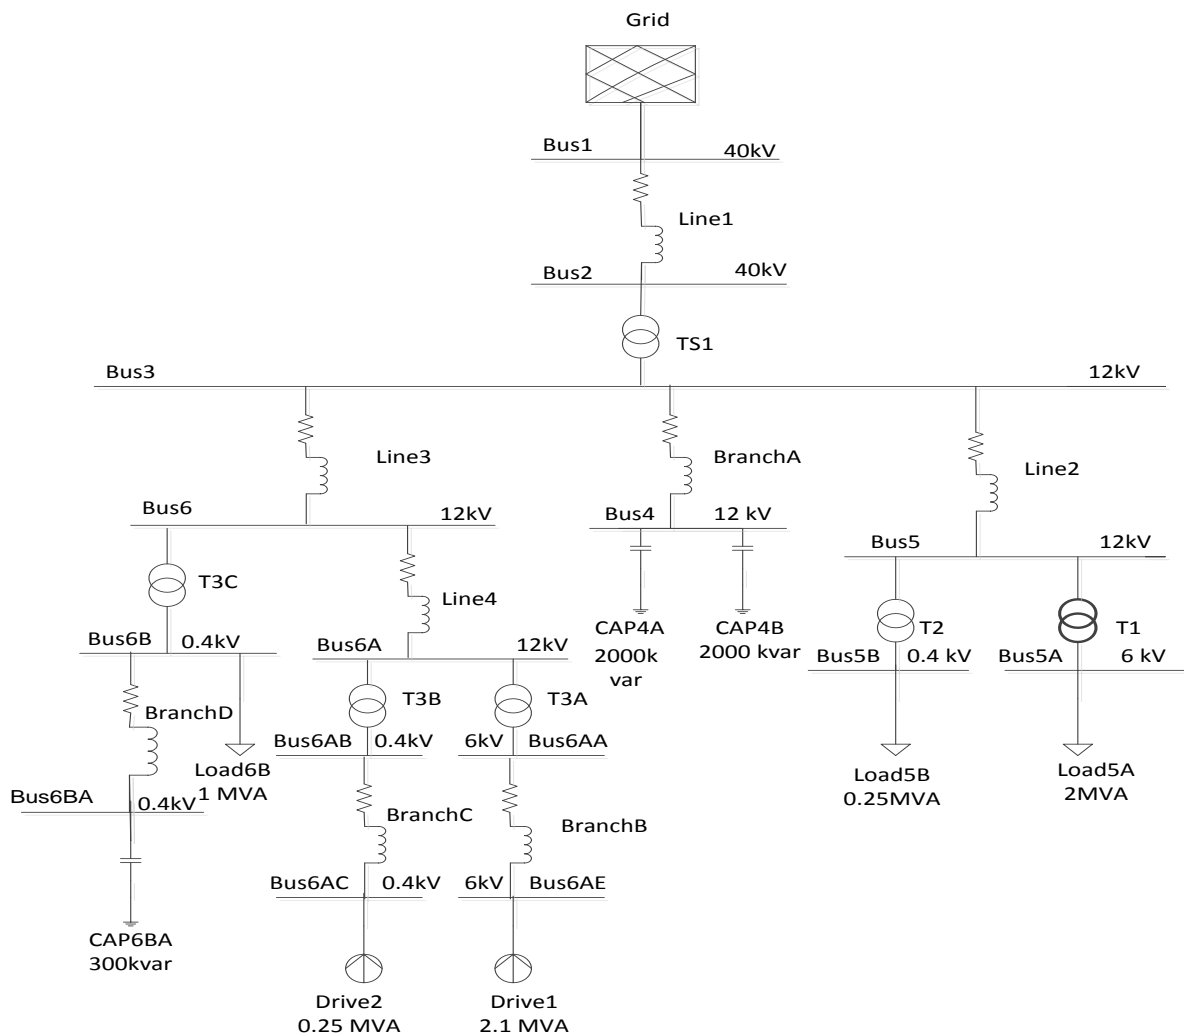 Grid
Bus1 40kV
Line1
Bus2 40kV
TS1
Bus3 12kV
Line3
BranchA
Line2
Bus6 12kV
Bus4 12 kV
Bus5 12kV
T3C
Line4
T2
T1
Bus6B 0.4kV
Bus6A 12kV
CAP4A
2000k
var
CAP4B
2000 kvar
Bus5B 0.4 kV
Bus5A 6 kV
BranchD
T3B
T3A
Bus6AB 0.4kV
6kV Bus6AA
Load6B
1 MVA
Load5B
0.25MVA
Load5A
2MVA
Bus6BA 0.4kV
BranchC
BranchB
Bus6AC 0.4kV
6kV Bus6AE
CAP6BA
300kvar
Drive2
0.25 MVA
Drive1
2.1 MVA